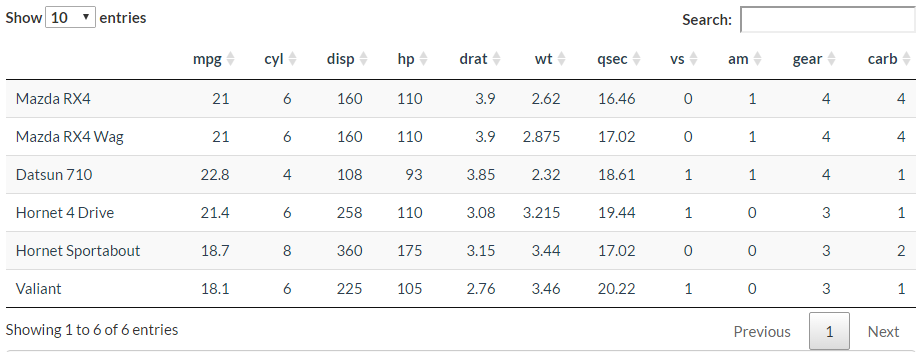 Show 10 entries Search:
mpg cyl disp hp drat wt qsec vs am gear carb
Mazda RX4 21 6 160 110 3.9 2.62 16.46 0 1 4 4
Mazda RX4 Wag 21 6 160 110 3.9 2.875 17.02 0 1 4 4
Datsun 710 22.8 4 108 93 3.85 2.32 18.61 1 1 4 1
Hornet 4 Drive 21.4 6 258 110 3.08 3.215 19.44 1 0 3 1
Hornet Sportabout 18.7 8 360 175 3.15 3.44 17.02 0 0 3 2
Valiant 18.1 6 225 105 2.76 3.46 20.22 1 0 3 1
Showing 1 to 6 of 6 entries Previous 1 Next